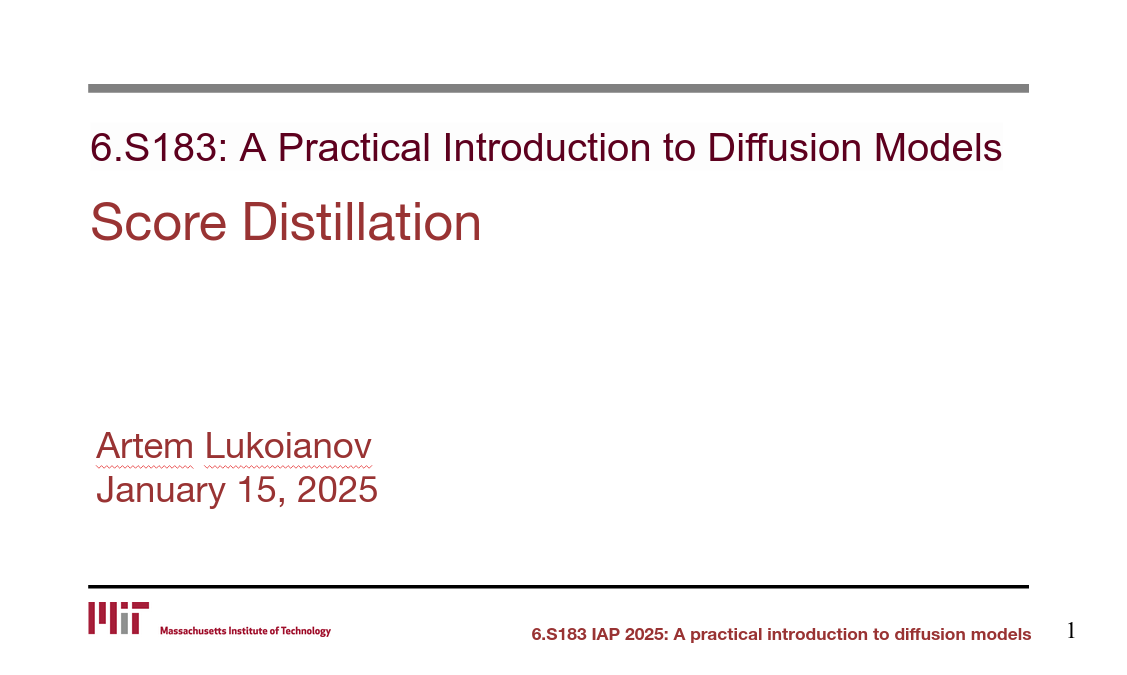 6.S183: A Practical Introduction to Diffusion Models
Score Distillation
Artem Lukoianov
January 15, 2025
Massachusetts Institute of Technology
6.S183 IAP 2025: A practical introduction to diffusion models
1